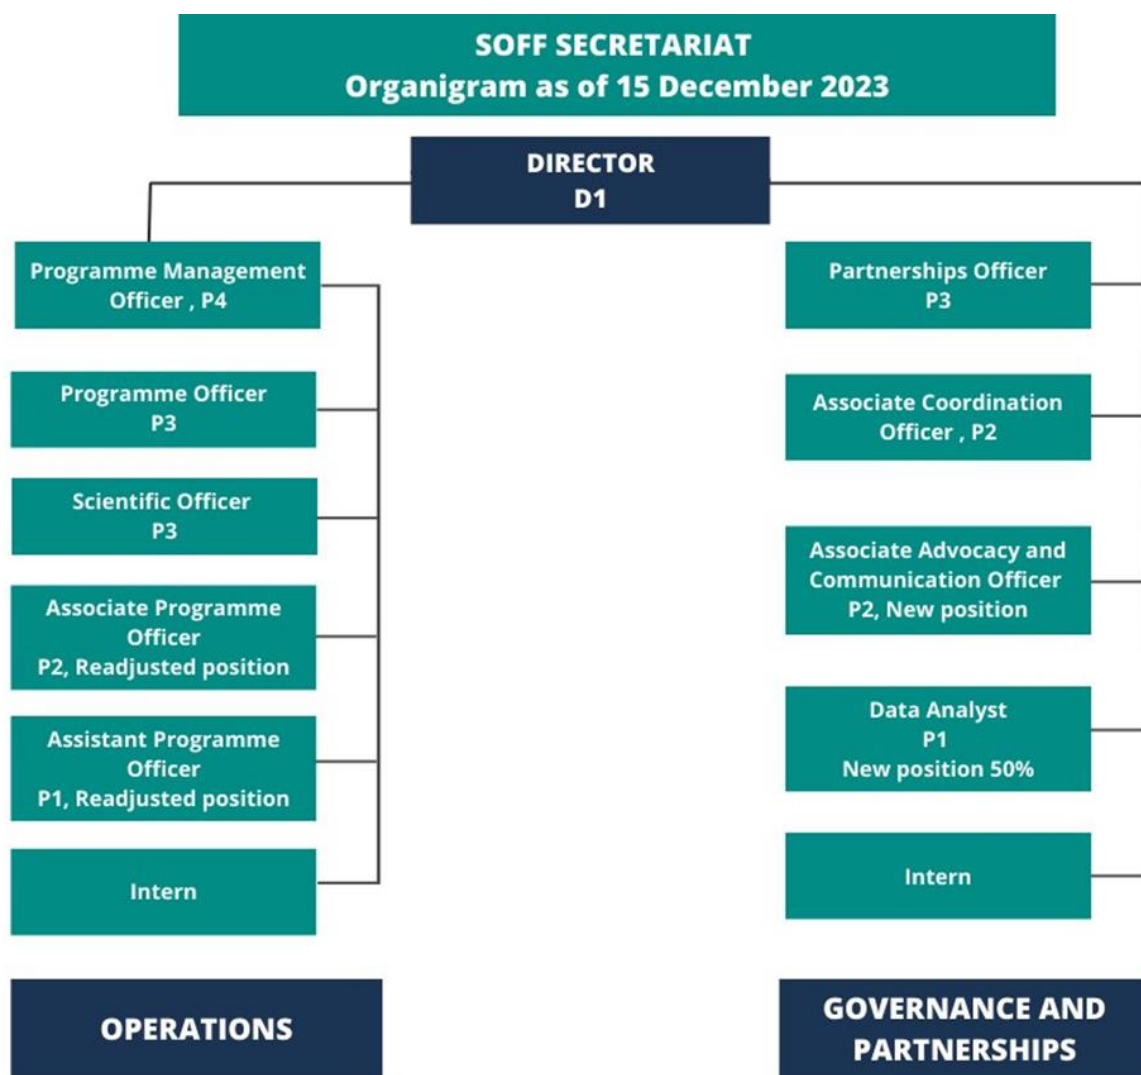 SOFF SECRETARIAT
Organigram as of 15 December 2023
DIRECTOR
D1
Programme Management
Officer , P4
Programme Officer
P3
Scientific Officer
P3
Associate Programme
Officer
P2, Readjusted position
Assistant Programme
Officer
P1, Readjusted position
Intern
OPERATIONS
Partnerships Officer
P3
Associate Coordination
Officer , P2
Associate Advocacy and
Communication Officer
P2, New position
Data Analyst
P1
New position 50%
Intern
GOVERNANCE AND
PARTNERSHIPS